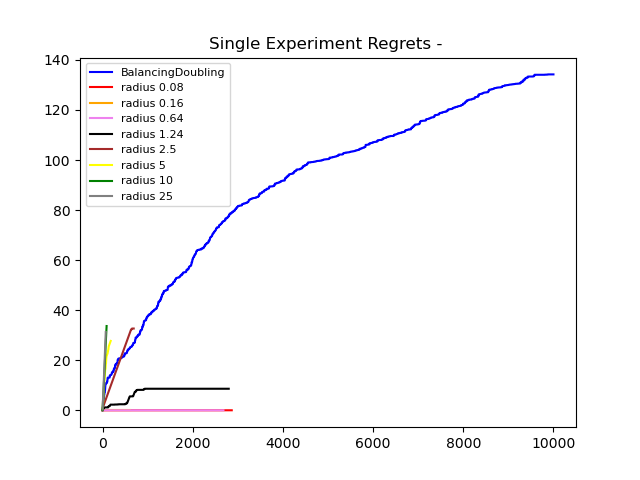 Single Experiment Regrets -
140
120
100
80
60
40
20
0
BalancingDoubling
radius 0.08
radius 0.16
radius 0.64
radius 1.24
radius 2.5
radius 5
radius 10
radius 25
0 2000 4000 6000 8000 10000